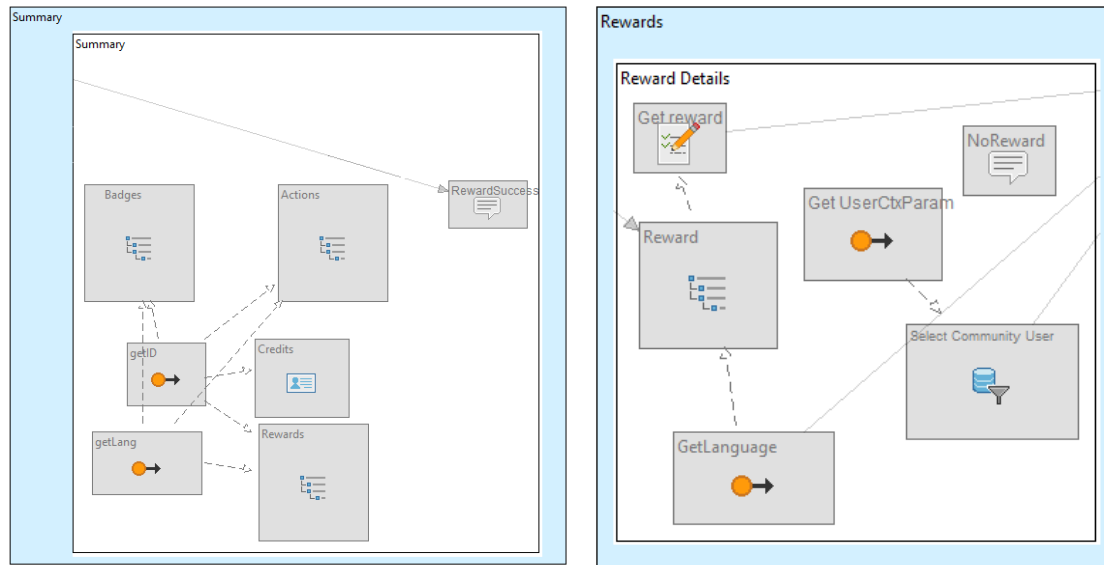 Summary
Summary
Badges
Actions
RewardSuccess
getID
Credits
getLang
Rewards
Rewards
Reward Details
Get reward
NoReward
Get UserCtxParam
Reward
Select Community User
GetLanguage